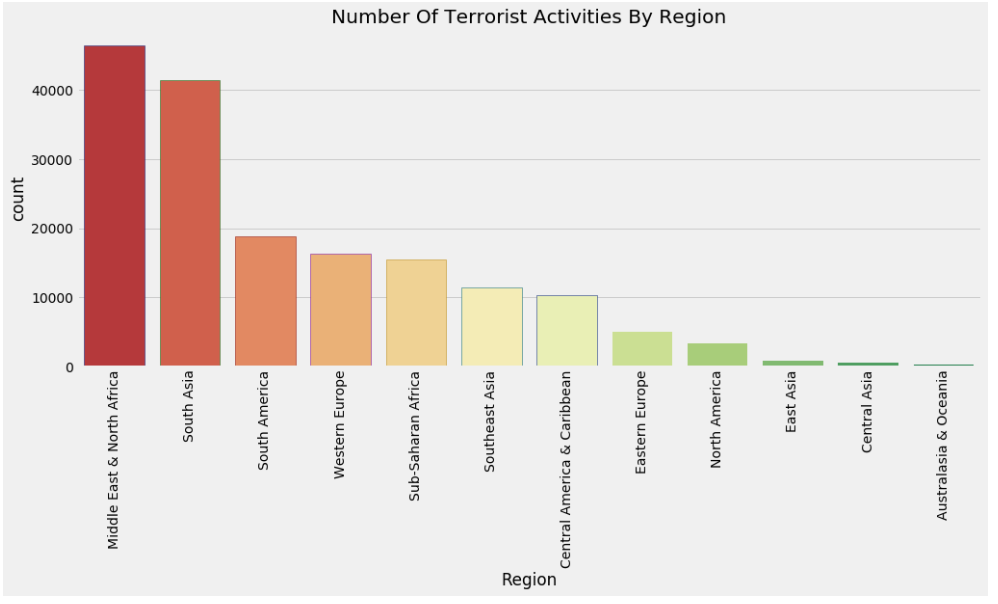 Number Of Terrorist Activities By Region
count
40000
30000
20000
10000
0
Middle East & North Africa
South Asia
South America
Western Europe
Sub-Saharan Africa
Southeast Asia
Central America & Caribbean
Eastern Europe
North America
East Asia
Central Asia
Australasia & Oceania
Region